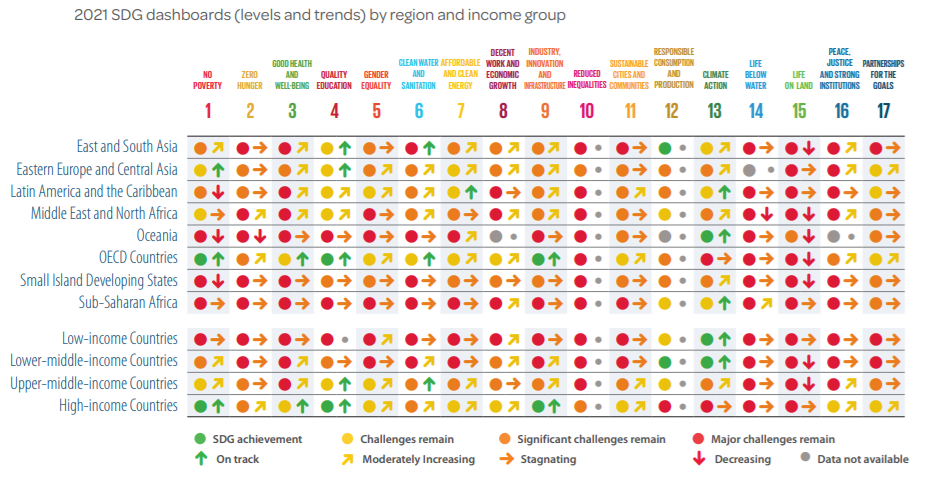 2021 SDG dashboards (levels and trends) by region and income group
NO POVERTY
ZERO HUNGER
GOOD HEALTH AND WELL-BEING
QUALITY EDUCATION
GENDER EQUALITY
CLEAN WATER AND SANITATION
AFFORDABLE AND CLEAN ENERGY
DECENT WORK AND ECONOMIC GROWTH
INDUSTRY, INNOVATION AND INFRASTRUCTURE
REDUCED INEQUALITIES
SUSTAINABLE CITIES AND COMMUNITIES
RESPONSIBLE CONSUMPTION AND PRODUCTION
CLIMATE ACTION
LIFE BELOW WATER
LIFE ON LAND
PEACE, JUSTICE AND STRONG INSTITUTIONS
PARTNERSHIPS FOR THE GOALS
1 2 3 4 5 6 7 8 9 10 11 12 13 14 15 16 17
East and South Asia
Eastern Europe and Central Asia
Latin America and the Caribbean
Middle East and North Africa
Oceania
OECD Countries
Small Island Developing States
Sub-Saharan Africa
Low-income Countries
Lower-middle-income Countries
Upper-middle-income Countries
High-income Countries
SDG achievement Challenges remain Significant challenges remain Major challenges remain
On track Moderately Increasing Stagnating Decreasing Data not available